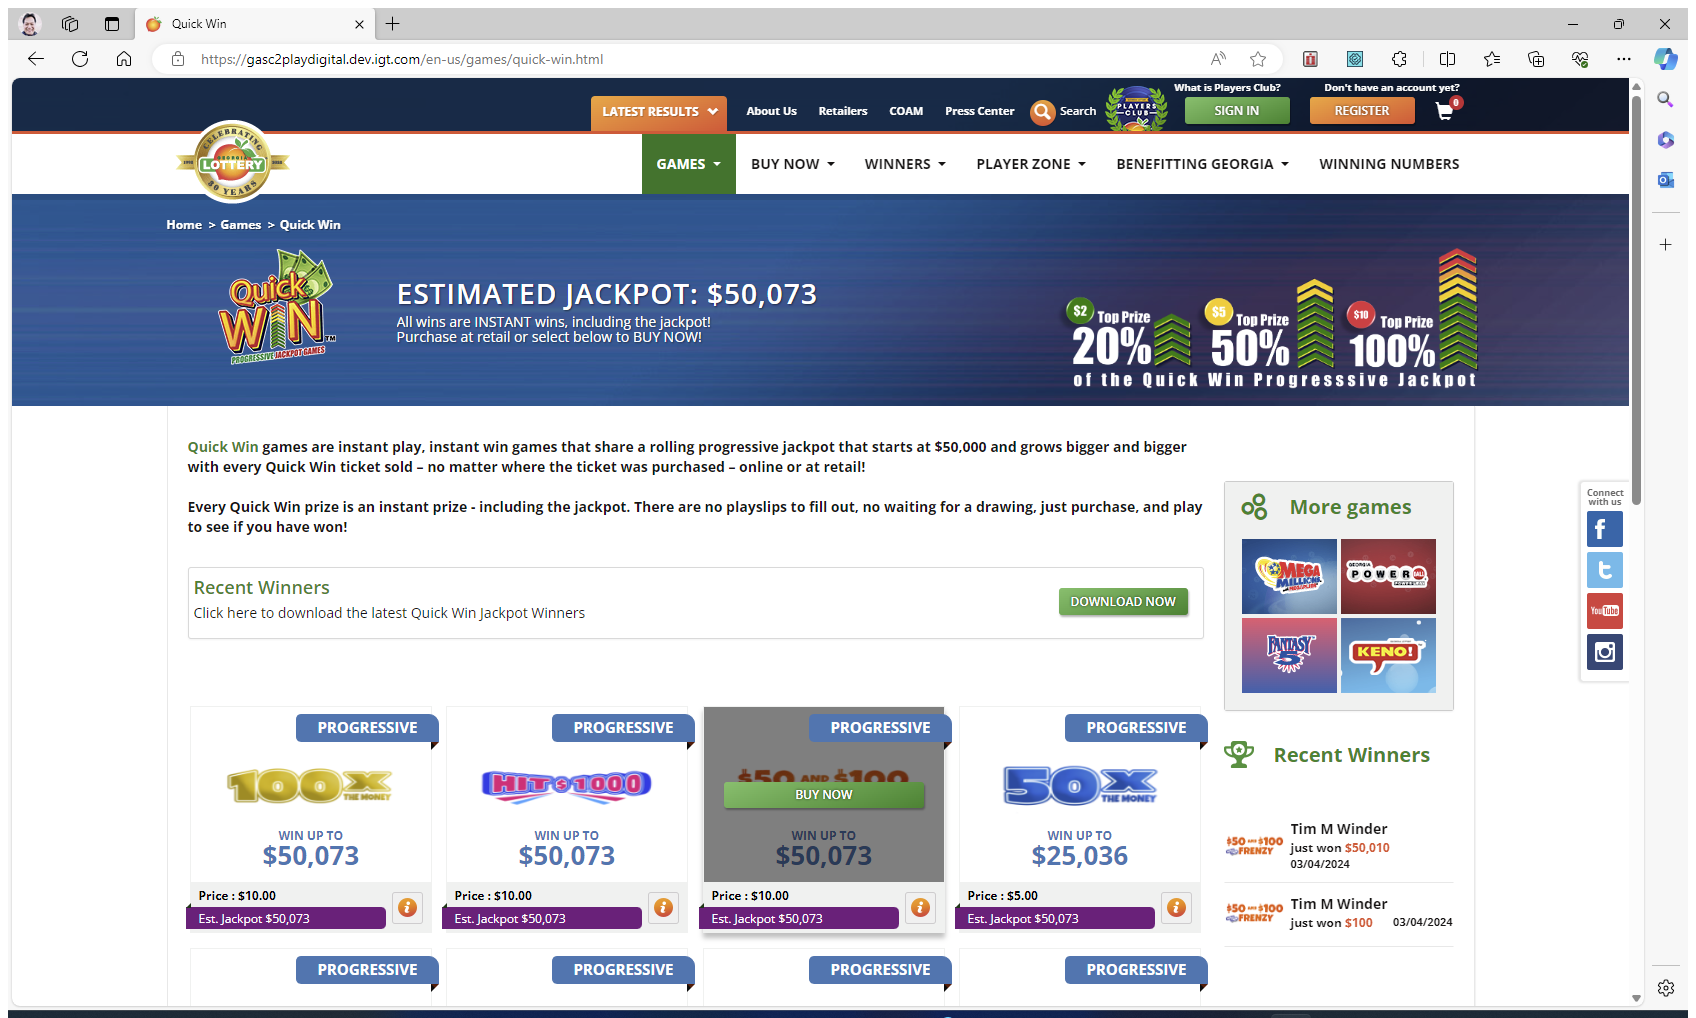 Quick Win
https://gasc2playdigital.dev.igt.com/en-us/games/quick-win.html
What is Players Club?
Don't have an account yet?
LATEST RESULTS
About Us
Retailers
COAM
Press Center
Search
PLAYERS CLUB
SIGN IN
REGISTER
0
CELEBRATING
GEORGIA
LOTTERY
30 YEARS
GAMES
BUY NOW
WINNERS
PLAYER ZONE
BENEFITTING GEORGIA
WINNING NUMBERS
Home > Games > Quick Win
Quick WIN TM
PROGRESSIVE JACKPOT GAMES
ESTIMATED JACKPOT: $50,073
All wins are INSTANT wins, including the jackpot!
Purchase at retail or select below to BUY NOW!
$2 Top Prize 20%
$5 Top Prize 50%
$10 Top Prize 100%
of the Quick Win Progresssive Jackpot
Quick Win games are instant play, instant win games that share a rolling progressive jackpot that starts at $50,000 and grows bigger and bigger
with every Quick Win ticket sold – no matter where the ticket was purchased – online or at retail!
Every Quick Win prize is an instant prize - including the jackpot. There are no playslips to fill out, no waiting for a drawing, just purchase, and play
to see if you have won!
Recent Winners
Click here to download the latest Quick Win Jackpot Winners
DOWNLOAD NOW
More games
MEGA MILLIONS
GEORGIA POWERBALL
FANTASY 5
KENO!
Connect
with us
f
t
YouTube
PROGRESSIVE
100X
THE MONEY
WIN UP TO
$50,073
Price : $10.00
Est. Jackpot $50,073
i
PROGRESSIVE
HIT $1000
WIN UP TO
$50,073
Price : $10.00
Est. Jackpot $50,073
i
PROGRESSIVE
$50 AND $100
BUY NOW
WIN UP TO
$50,073
Price : $10.00
Est. Jackpot $50,073
i
PROGRESSIVE
50X
THE MONEY
WIN UP TO
$25,036
Price : $5.00
Est. Jackpot $50,073
i
Recent Winners
$50 AND $100
FRENZY
Tim M Winder
just won $50,010
03/04/2024
$50 AND $100
FRENZY
Tim M Winder
just won $100
03/04/2024
PROGRESSIVE
PROGRESSIVE
PROGRESSIVE
PROGRESSIVE